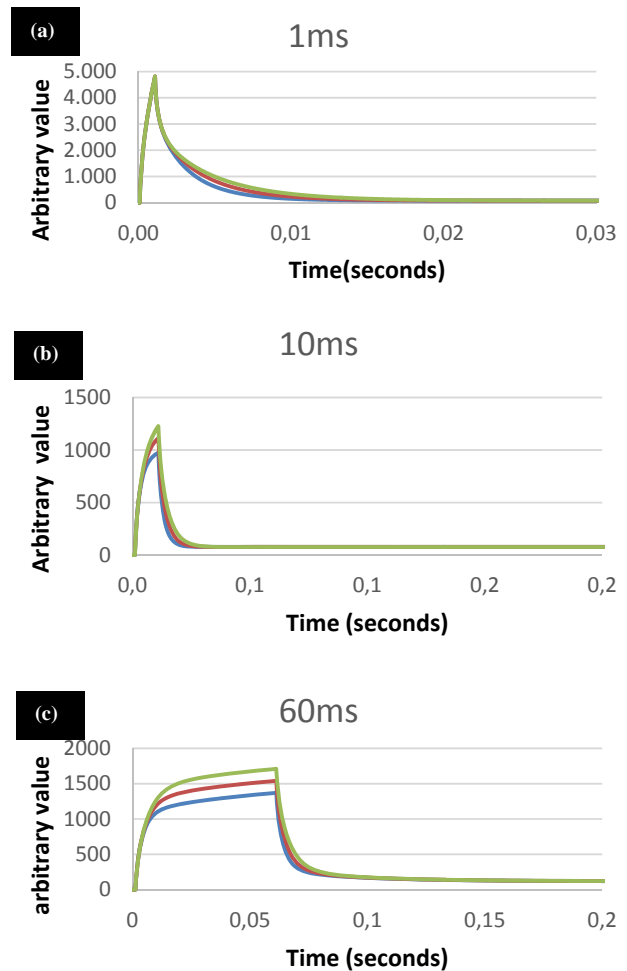 (a)
1ms
Arbitrary value
5.000
4.000
3.000
2.000
1.000
0
0,00
0,01
0,02
0,03
Time(seconds)
(b)
10ms
Arbitrary value
1500
1000
500
0
0,0
0,1
0,1
0,2
0,2
Time (seconds)
(c)
60ms
arbitrary value
2000
1500
1000
500
0
0
0,05
0,1
0,15
0,2
Time (seconds)